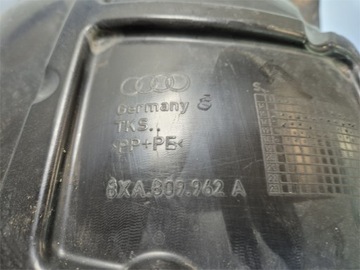 Germany
TKS..
>PP+PE<
8XA.809.962 A